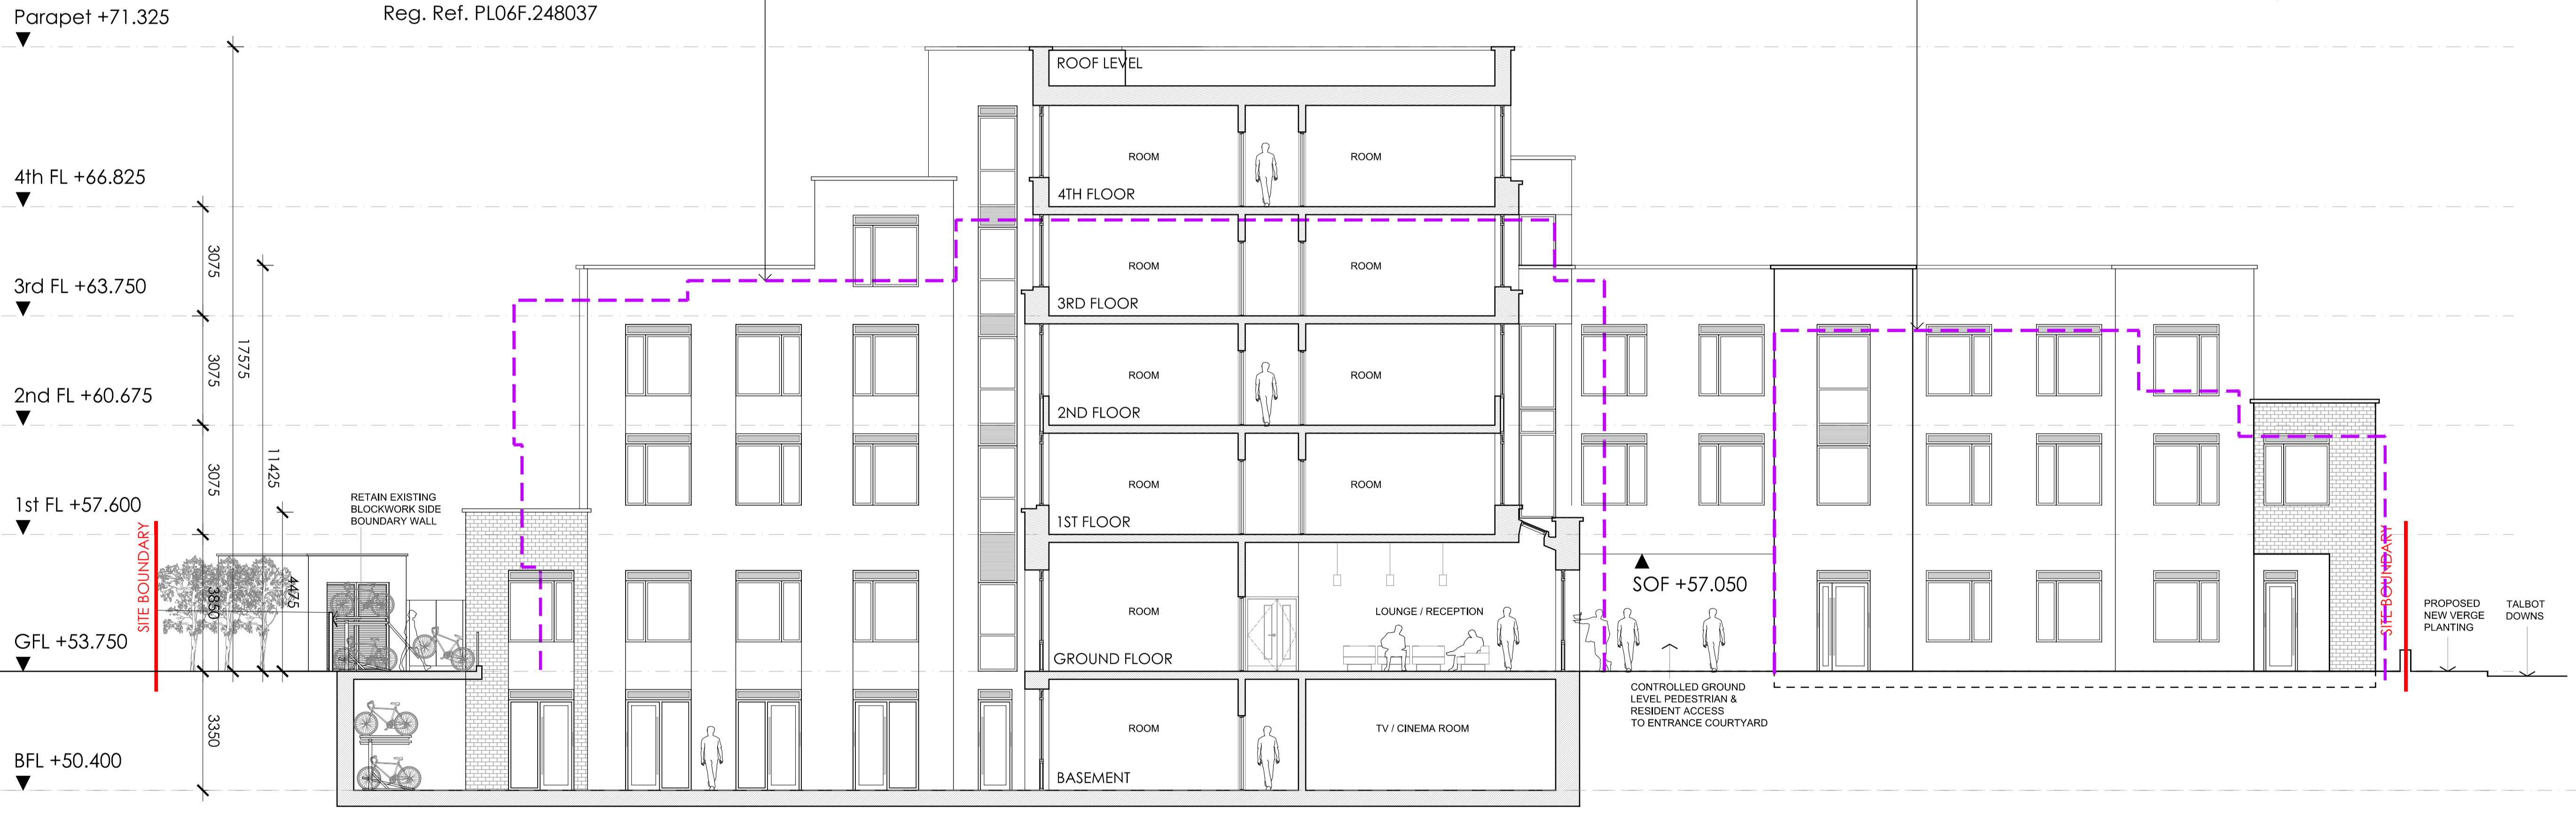 Parapet +71.325
Reg. Ref. PL06F.248037
ROOF LEVEL
ROOM
ROOM
4th FL +66.825
4TH FLOOR
3075
ROOM
ROOM
3rd FL +63.750
3RD FLOOR
17575
3075
ROOM
ROOM
2nd FL +60.675
2ND FLOOR
11425
3075
ROOM
ROOM
1st FL +57.600
1ST FLOOR
RETAIN EXISTING
BLOCKWORK SIDE
BOUNDARY WALL
SITE BOUNDARY
4475
3850
SOF +57.050
ROOM
LOUNGE / RECEPTION
SITE BOUNDARY
PROPOSED
NEW VERGE
PLANTING
TALBOT
DOWNS
GFL +53.750
GROUND FLOOR
CONTROLLED GROUND
LEVEL PEDESTRIAN &
RESIDENT ACCESS
TO ENTRANCE COURTYARD
3350
ROOM
TV / CINEMA ROOM
BFL +50.400
BASEMENT